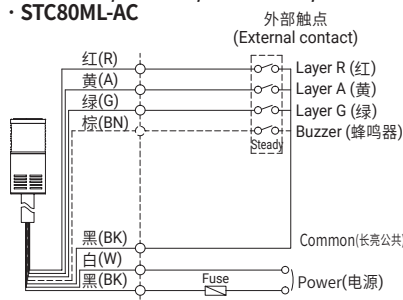 · STC80ML-AC
外部触点
(External contact)
红(R)
Layer R (红)
黄(A)
Layer A (黄)
绿(G)
Layer G (绿)
棕(BN)
Buzzer (蜂鸣器)
Steady
黑(BK)
Common(长亮公共
白(W)
黑(BK)
Fuse
Power(电源)